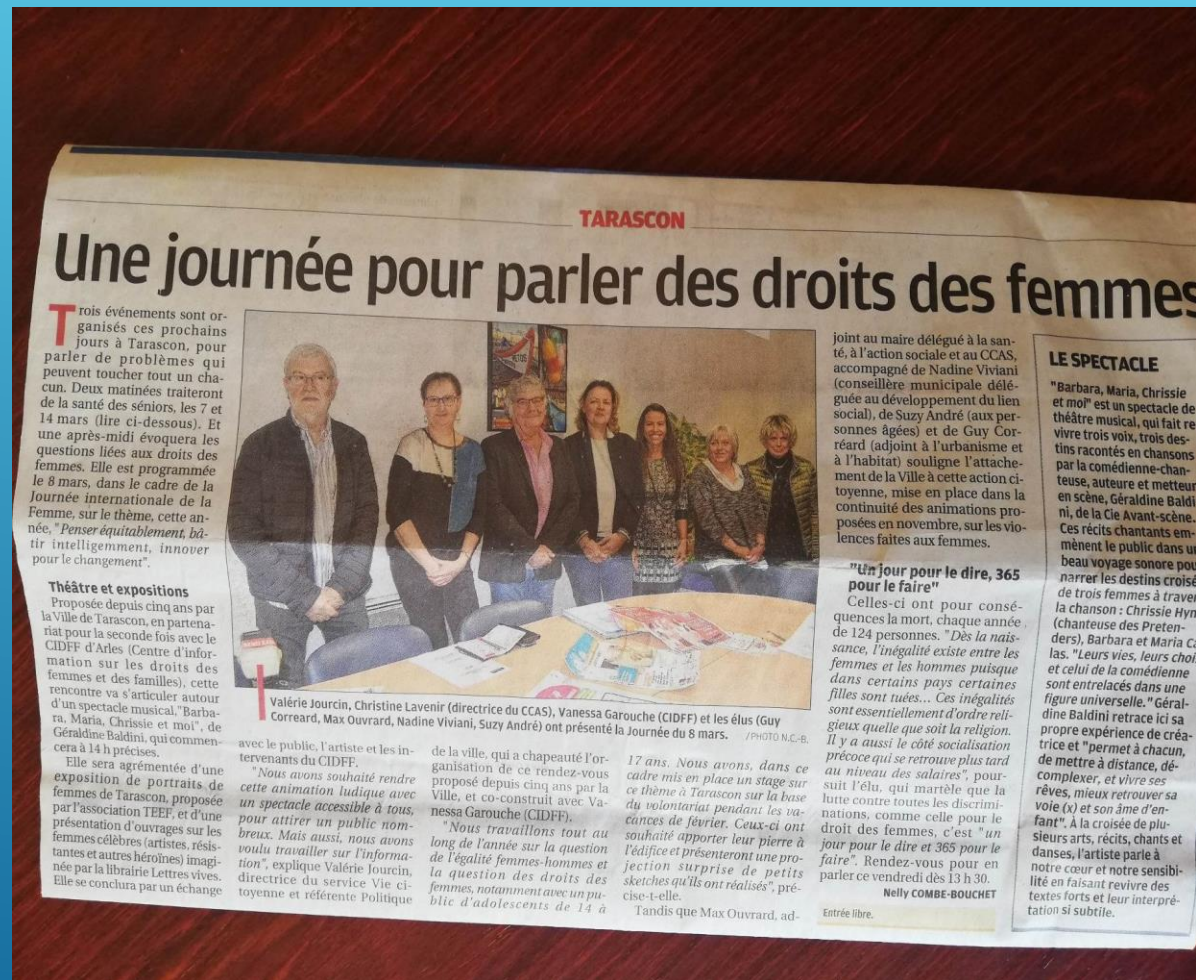 TARASCON
Une journée pour parler des droits des femmes
Trois événements sont or-
ganisés ces prochains
jours à Tarascon, pour
parler de problèmes qui
peuvent toucher tout un cha-
cun. Deux matinées traiteront
de la santé des séniors, les 7 et
14 mars (lire ci-dessous). Et
une après-midi évoquera les
questions liées aux droits des
femmes. Elle est programmée
le 8 mars, dans le cadre de la
Journée internationale de la
Femme, sur le thème, cette an-
née, "Penser équitablement, bâ-
tir intelligemment, innover
pour le changement".
Théâtre et expositions
Proposée depuis cinq ans par
la Ville de Tarascon, en partena-
riat pour la seconde fois avec le
CIDFF d'Arles (Centre d'infor-
mation sur les droits des
femmes et des familles), cette
rencontre va s'articuler autour
d'un spectacle musical, "Barba-
ra, Maria, Chrissie et moi", de
Géraldine Baldini, qui commen-
cera à 14 h précises.
Elle sera agrémentée d'une
exposition de portraits de
femmes de Tarascon, proposée
par l'association TEEF, et d'une
présentation d'ouvrages sur les
femmes célèbres (artistes, résis-
tantes et autres héroïnes) imagi-
née par la librairie Lettres vives.
Elle se conclura par un échange
Valérie Jourcin, Christine Lavenir (directrice du CCAS), Vanessa Garouche (CIDFF) et les élus (Guy
Correard, Max Ouvrard, Nadine Viviani, Suzy André) ont présenté la Journée du 8 mars. /PHOTO N.C.-B.
avec le public, l'artiste et les in-
tervenants du CIDFF.
"Nous avons souhaité rendre
cette animation ludique avec
un spectacle accessible à tous,
pour attirer un public nom-
breux. Mais aussi, nous avons
voulu travailler sur l'informa-
tion", explique Valérie Jourcin,
directrice du service Vie ci-
toyenne et référente Politique
de la ville, qui a chapeauté l'or-
ganisation de ce rendez-vous
proposé depuis cinq ans par la
Ville, et co-construit avec Va-
nessa Garouche (CIDFF).
"Nous travaillons tout au
long de l'année sur la question
de l'égalité femmes-hommes et
la question des droits des
femmes, notamment avec un pu-
blic d'adolescents de 14 à
17 ans. Nous avons, dans ce
cadre mis en place un stage sur
ce thème à Tarascon sur la base
du volontariat pendant les va-
cances de février. Ceux-ci ont
souhaité apporter leur pierre à
l'édifice et présenteront une pro-
jection surprise de petits
sketches qu'ils ont réalisés", pré-
cise-t-elle.
Tandis que Max Ouvrard, ad-
joint au maire délégué à la san-
té, à l'action sociale et au CCAS,
accompagné de Nadine Viviani
(conseillère municipale délé-
guée au développement du lien
social), de Suzy André (aux per-
sonnes âgées) et de Guy Cor-
réard (adjoint à l'urbanisme et
à l'habitat) souligne l'attache-
ment de la Ville à cette action ci-
toyenne, mise en place dans la
continuité des animations pro-
posées en novembre, sur les vio-
lences faites aux femmes.
"Un jour pour le dire, 365
pour le faire"
Celles-ci ont pour consé-
quences la mort, chaque année
de 124 personnes. "Dès la nais-
sance, l'inégalité existe entre les
femmes et les hommes puisque
dans certains pays certaines
filles sont tuées... Ces inégalités
sont essentiellement d'ordre reli-
gieux quelle que soit la religion.
Il y a aussi le côté socialisation
précoce qui se retrouve plus tard
au niveau des salaires", pour-
suit l'élu, qui martèle que la
lutte contre toutes les discrimi-
nations, comme celle pour le
droit des femmes, c'est "un
jour pour le dire et 365 pour le
faire". Rendez-vous pour en
parler ce vendredi dès 13 h 30.
Nelly COMBE-BOUCHET
Entrée libre.
LE SPECTACLE
"Barbara, Maria, Chrissie
et moi" est un spectacle de
théâtre musical, qui fait re
vivre trois voix, trois des-
tins racontés en chansons
par la comédienne-chan-
teuse, auteure et metteur
en scène, Géraldine Baldi
ni, de la Cie Avant-scène.
Ces récits chantants em-
mènent le public dans un
beau voyage sonore pou
narrer les destins croisé
de trois femmes à traver
la chanson : Chrissie Hyn
(chanteuse des Preten-
ders), Barbara et Maria Ca
las. "Leurs vies, leurs choi
et celui de la comédienne
sont entrelacés dans une
figure universelle." Géral-
dine Baldini retrace ici sa
propre expérience de créa-
trice et "permet à chacun,
de mettre à distance, dé-
complexer, et vivre ses
rêves, mieux retrouver sa
voie (x) et son âme d'en-
fant". À la croisée de plu-
sieurs arts, récits, chants et
danses, l'artiste parle à
notre cœur et notre sensibi-
lité en faisant revivre des
textes forts et leur interpré-
tation si subtile.